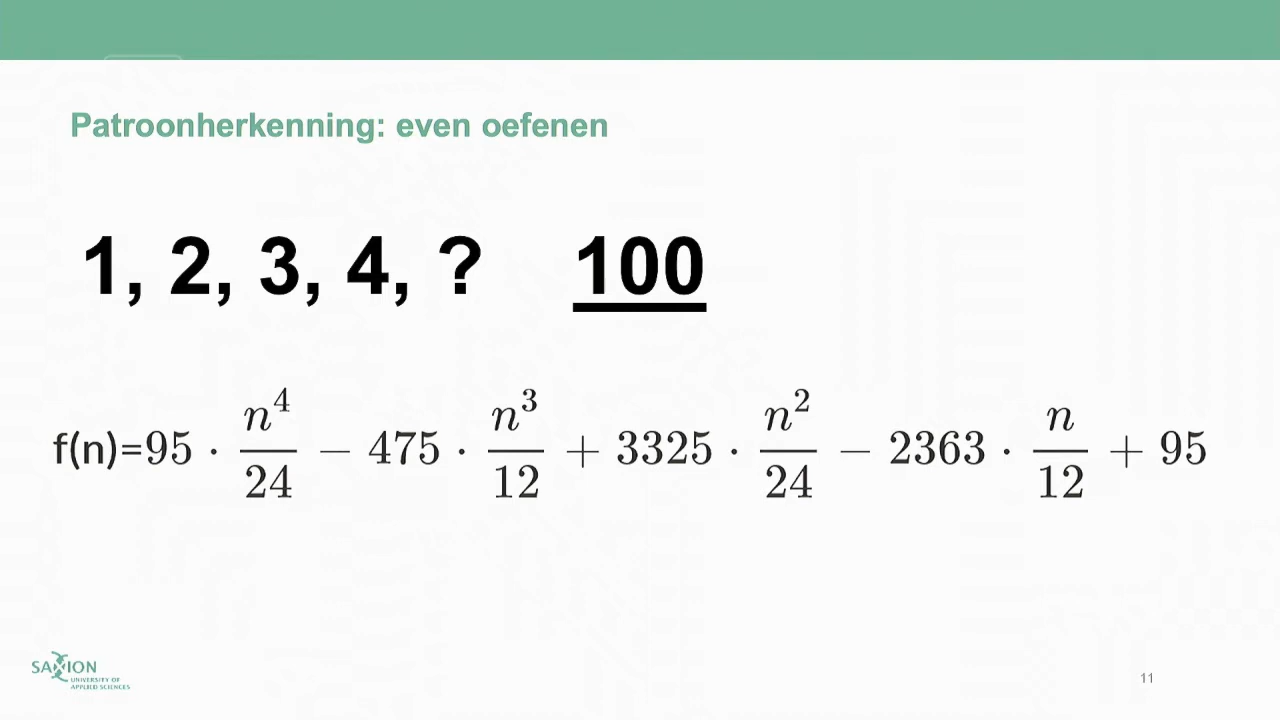 Patroonherkenning: even oefenen
1, 2, 3, 4, ? 100
f(n)=95 · n^4/24 − 475 · n^3/12 + 3325 · n^2/24 − 2363 · n/12 + 95
SAXION
UNIVERSITY OF
APPLIED SCIENCES
11